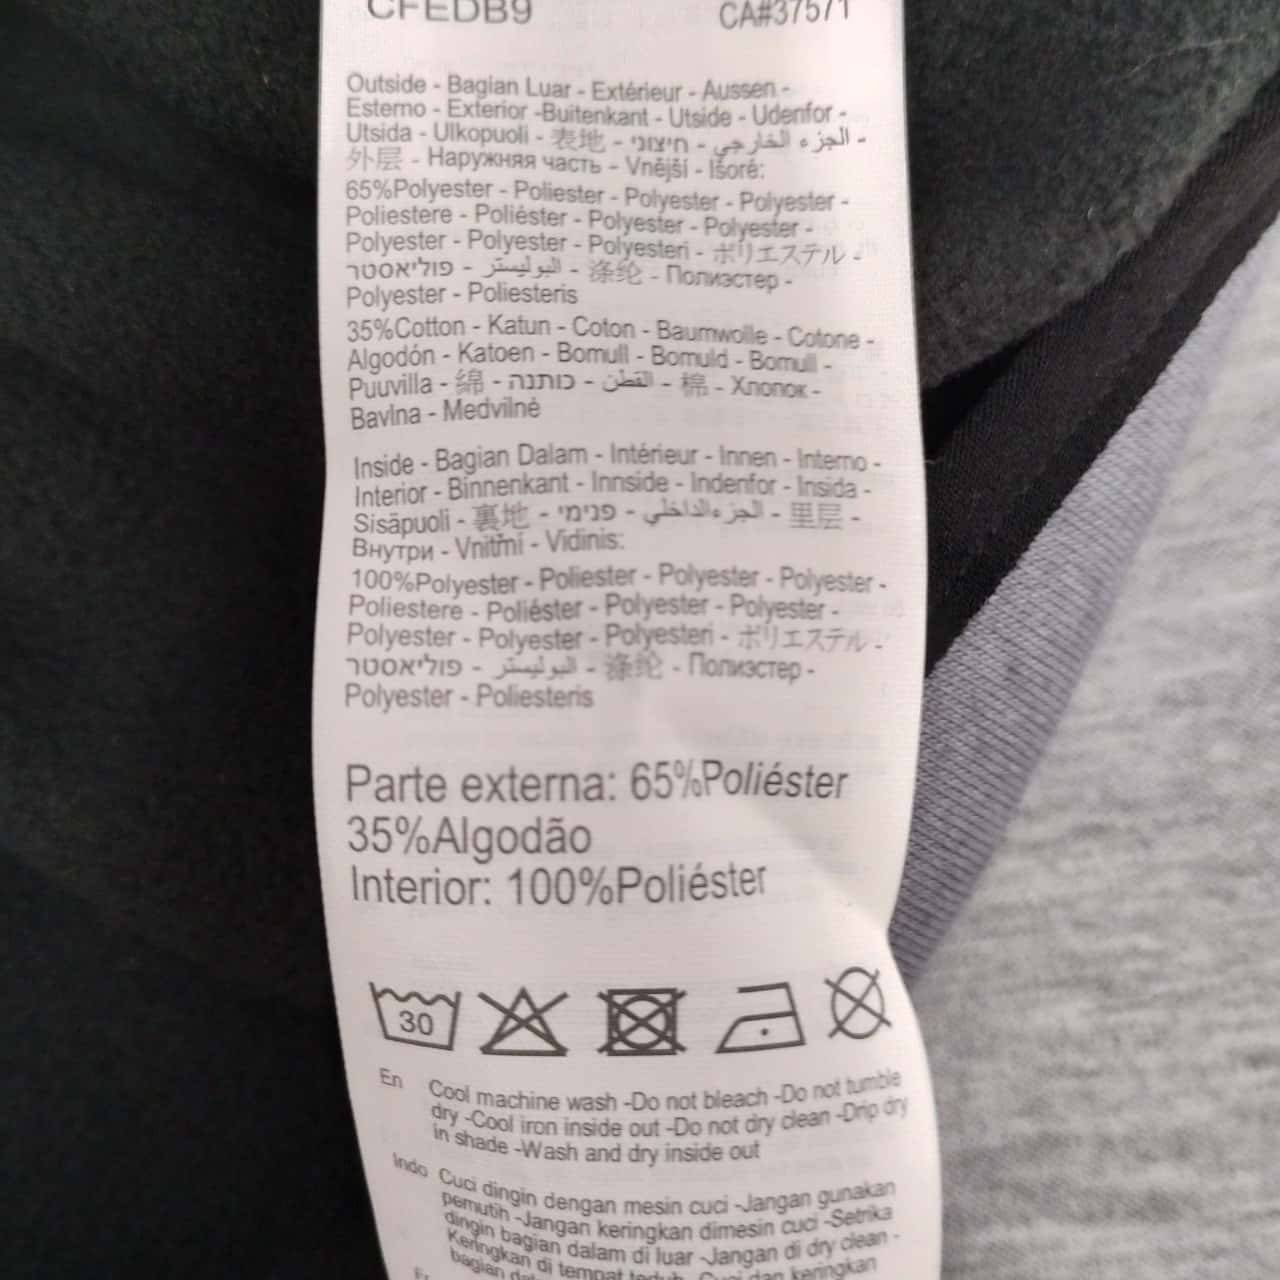 CFEDB9 CA#37571
Outside - Bagian Luar - Extérieur - Aussen -
Esterno - Exterior -Buitenkant - Utside - Udenfor -
Utsida - Ulkopuoli - 表地 - חיצוני - الجزء الخارجي -
外层 - Наружняя часть - Vnější - Išorė:
65%Polyester - Poliester - Polyester - Polyester -
Poliestere - Poliéster - Polyester - Polyester -
Polyester - Polyester - Polyesteri - ポリエステル -
פוליאסטר - البوليستر - 涤纶 - Полиэстер -
Polyester - Poliesteris
35%Cotton - Katun - Coton - Baumwolle - Cotone -
Algodón - Katoen - Bomull - Bomuld - Bomull -
Puuvilla - 綿 - כותנה - القطن - 棉 - Хлопок -
Bavlna - Medvilnė
Inside - Bagian Dalam - Intérieur - Innen - Interno -
Interior - Binnenkant - Innside - Indenfor - Insida -
Sisäpuoli - 裏地 - פנימי - الجزء الداخلي - 里层 -
Внутри - Vnitřní - Vidinis:
100%Polyester - Poliester - Polyester - Polyester -
Poliestere - Poliéster - Polyester - Polyester -
Polyester - Polyester - Polyesteri - ポリエステル -
פוליאסטר - البوليستر - 涤纶 - Полиэстер -
Polyester - Poliesteris
Parte externa: 65%Poliéster
35%Algodão
Interior: 100%Poliéster
30
En Cool machine wash -Do not bleach -Do not tumble
dry -Cool iron inside out -Do not dry clean -Drip dry
in shade -Wash and dry inside out
Indo Cuci dingin dengan mesin cuci -Jangan gunakan
pemutih -Jangan keringkan dimesin cuci -Setrika
dingin bagian dalam di luar -Jangan di dry clean -
Keringkan di tempat teduh -Cuci dan keringkan
bagian